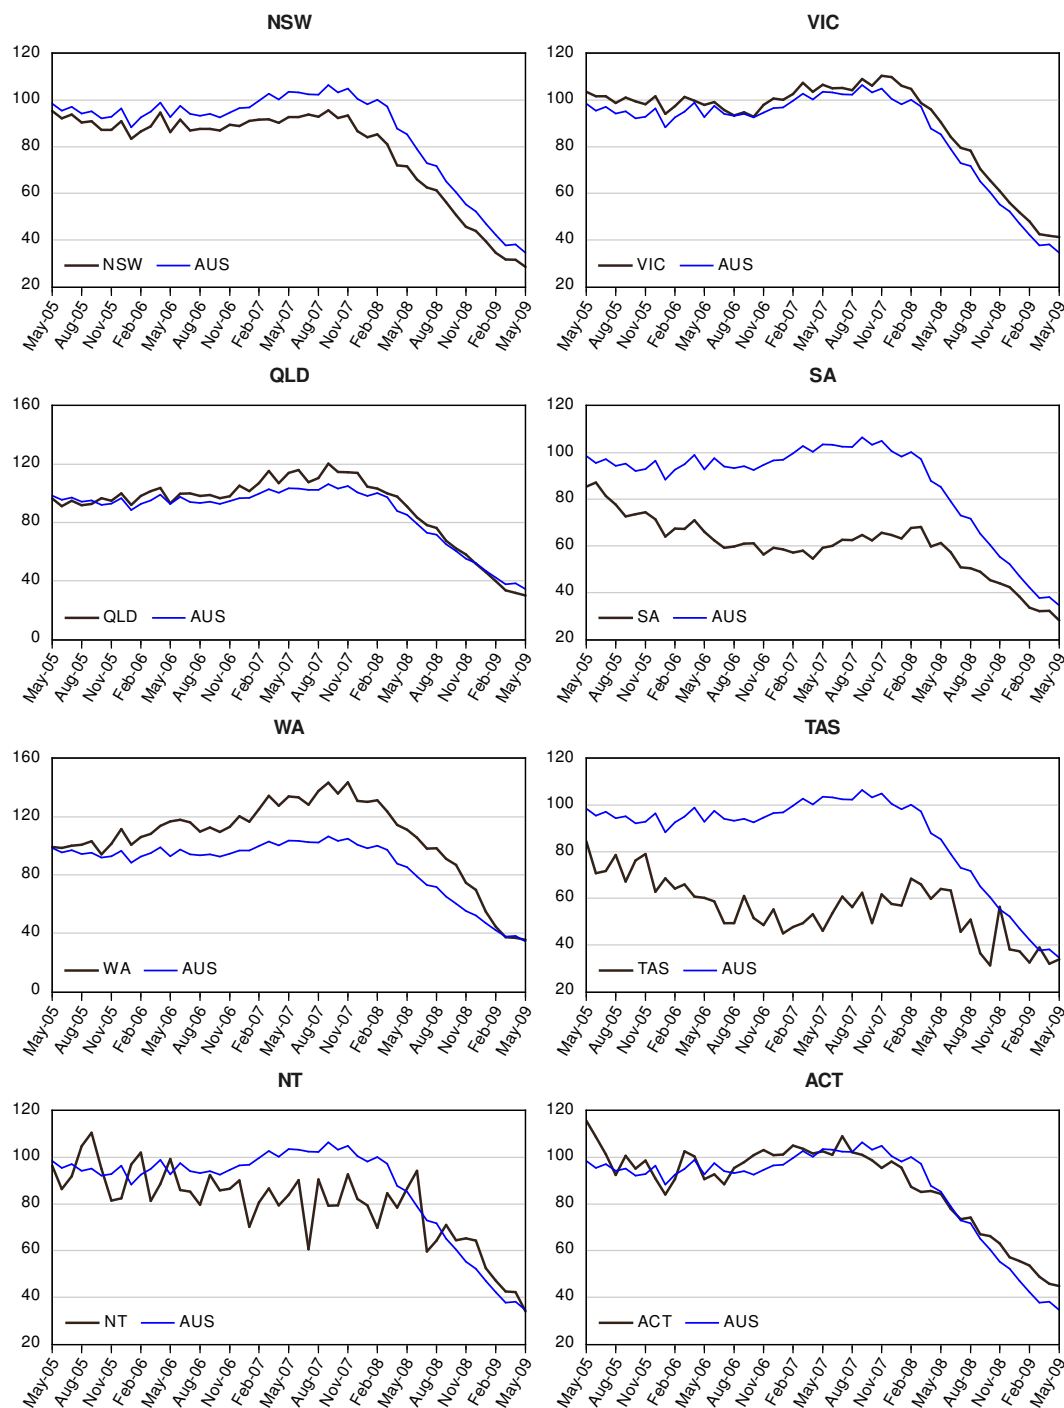 NSW
120
100
80
60
40
20
NSW AUS
May-05 Aug-05 Nov-05 Feb-06 May-06 Aug-06 Nov-06 Feb-07 May-07 Aug-07 Nov-07 Feb-08 May-08 Aug-08 Nov-08 Feb-09 May-09
VIC
120
100
80
60
40
20
VIC AUS
May-05 Aug-05 Nov-05 Feb-06 May-06 Aug-06 Nov-06 Feb-07 May-07 Aug-07 Nov-07 Feb-08 May-08 Aug-08 Nov-08 Feb-09 May-09
QLD
160
120
80
40
0
QLD AUS
May-05 Aug-05 Nov-05 Feb-06 May-06 Aug-06 Nov-06 Feb-07 May-07 Aug-07 Nov-07 Feb-08 May-08 Aug-08 Nov-08 Feb-09 May-09
SA
120
100
80
60
40
20
SA AUS
May-05 Aug-05 Nov-05 Feb-06 May-06 Aug-06 Nov-06 Feb-07 May-07 Aug-07 Nov-07 Feb-08 May-08 Aug-08 Nov-08 Feb-09 May-09
WA
160
120
80
40
0
WA AUS
May-05 Aug-05 Nov-05 Feb-06 May-06 Aug-06 Nov-06 Feb-07 May-07 Aug-07 Nov-07 Feb-08 May-08 Aug-08 Nov-08 Feb-09 May-09
TAS
120
100
80
60
40
20
TAS AUS
May-05 Aug-05 Nov-05 Feb-06 May-06 Aug-06 Nov-06 Feb-07 May-07 Aug-07 Nov-07 Feb-08 May-08 Aug-08 Nov-08 Feb-09 May-09
NT
120
100
80
60
40
20
NT AUS
May-05 Aug-05 Nov-05 Feb-06 May-06 Aug-06 Nov-06 Feb-07 May-07 Aug-07 Nov-07 Feb-08 May-08 Aug-08 Nov-08 Feb-09 May-09
ACT
120
100
80
60
40
20
ACT AUS
May-05 Aug-05 Nov-05 Feb-06 May-06 Aug-06 Nov-06 Feb-07 May-07 Aug-07 Nov-07 Feb-08 May-08 Aug-08 Nov-08 Feb-09 May-09